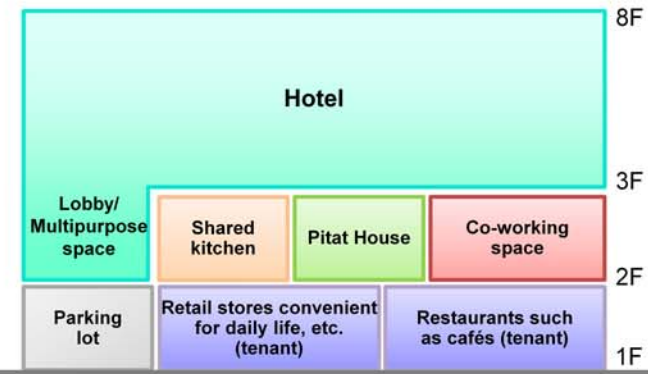 8F
Hotel
3F
Lobby/
Multipurpose
space
Shared
kitchen
Pitat House
Co-working
space
2F
Parking
lot
Retail stores convenient
for daily life, etc.
(tenant)
Restaurants such
as cafés (tenant)
1F